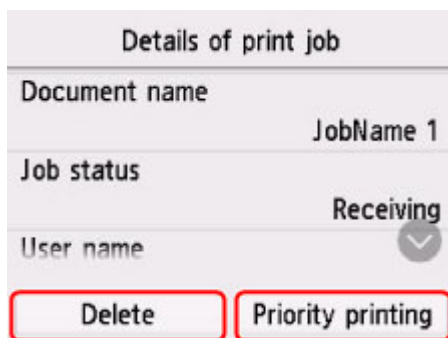 Details of print job
Document name
JobName 1
Job status
Receiving
User name
Delete
Priority printing